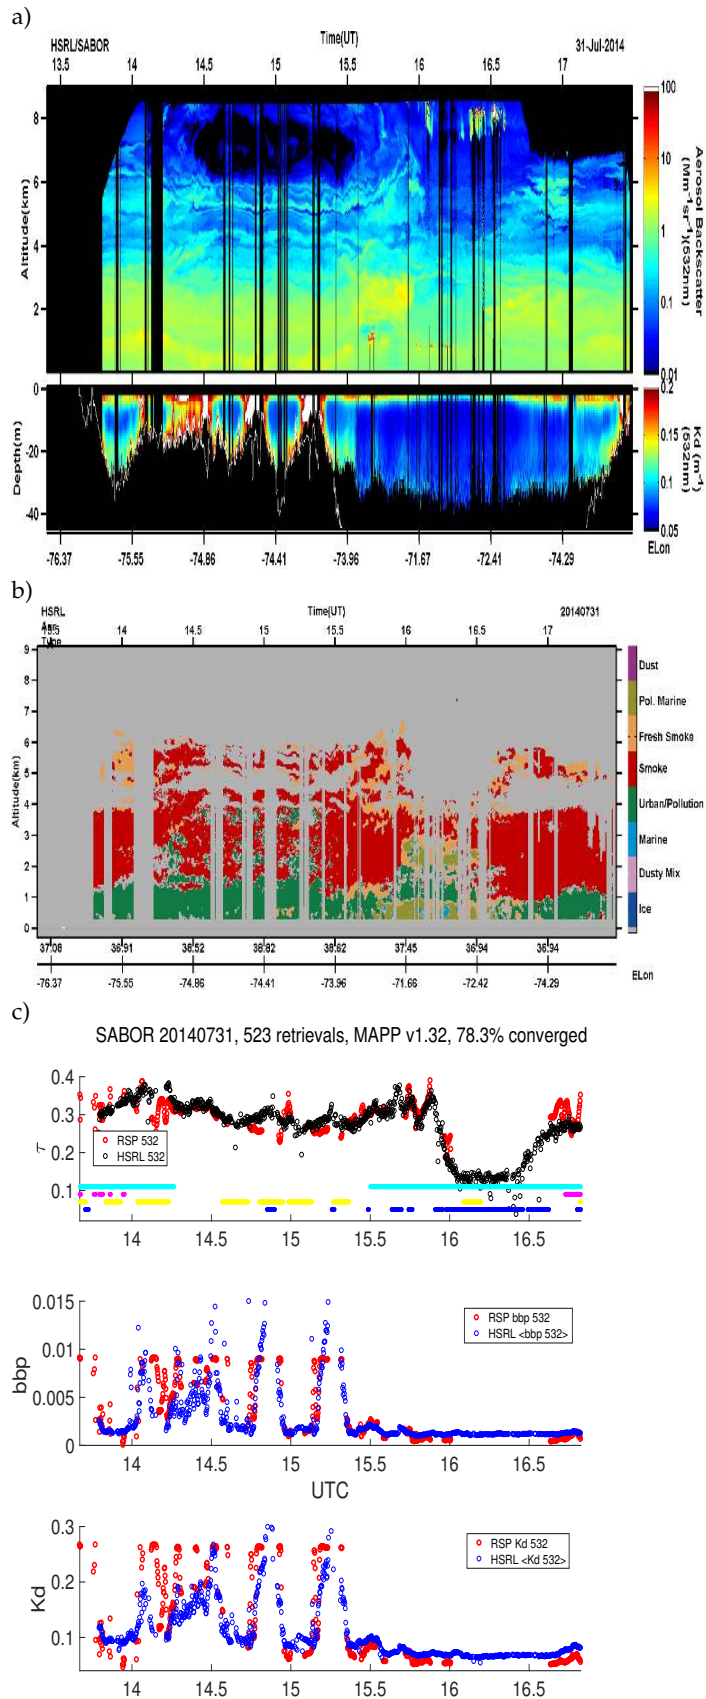 a)
HSRL/SABOR Time(UT) 31-Jul-2014
13.5 14 14.5 15 15.5 16 16.5 17
Altitude(km)
8
6
4
2
100
10
1
0.1
0.01
Aerosol Backscatter
(Mm-1sr-1)(532nm)
Depth(m)
0
-20
-40
0.2
0.15
0.1
0.05
Kd (m-1)
(532nm)
-76.37 -75.55 -74.86 -74.41 -73.96 -71.67 -72.41 -74.29
ELon
b)
HSRL Time(UT) 20140731
Aer
Type
13.5 14 14.5 15 15.5 16 16.5 17
Altitude(km)
9
8
7
6
5
4
3
2
1
0
Dust
Pol. Marine
Fresh Smoke
Smoke
Urban/Pollution
Marine
Dusty Mix
Ice
37.08 36.91 38.52 38.82 38.62 37.45 36.94 36.94
-76.37 -75.55 -74.86 -74.41 -73.96 -71.66 -72.42 -74.29
ELon
c)
SABOR 20140731, 523 retrievals, MAPP v1.32, 78.3% converged
τ
0.4
0.3
0.2
0.1
RSP 532
HSRL 532
14 14.5 15 15.5 16 16.5
bbp
0.015
0.01
0.005
0
RSP bbp 532
HSRL <bbp 532>
14 14.5 15 15.5 16 16.5
UTC
Kd
0.3
0.2
0.1
RSP Kd 532
HSRL <Kd 532>
14 14.5 15 15.5 16 16.5